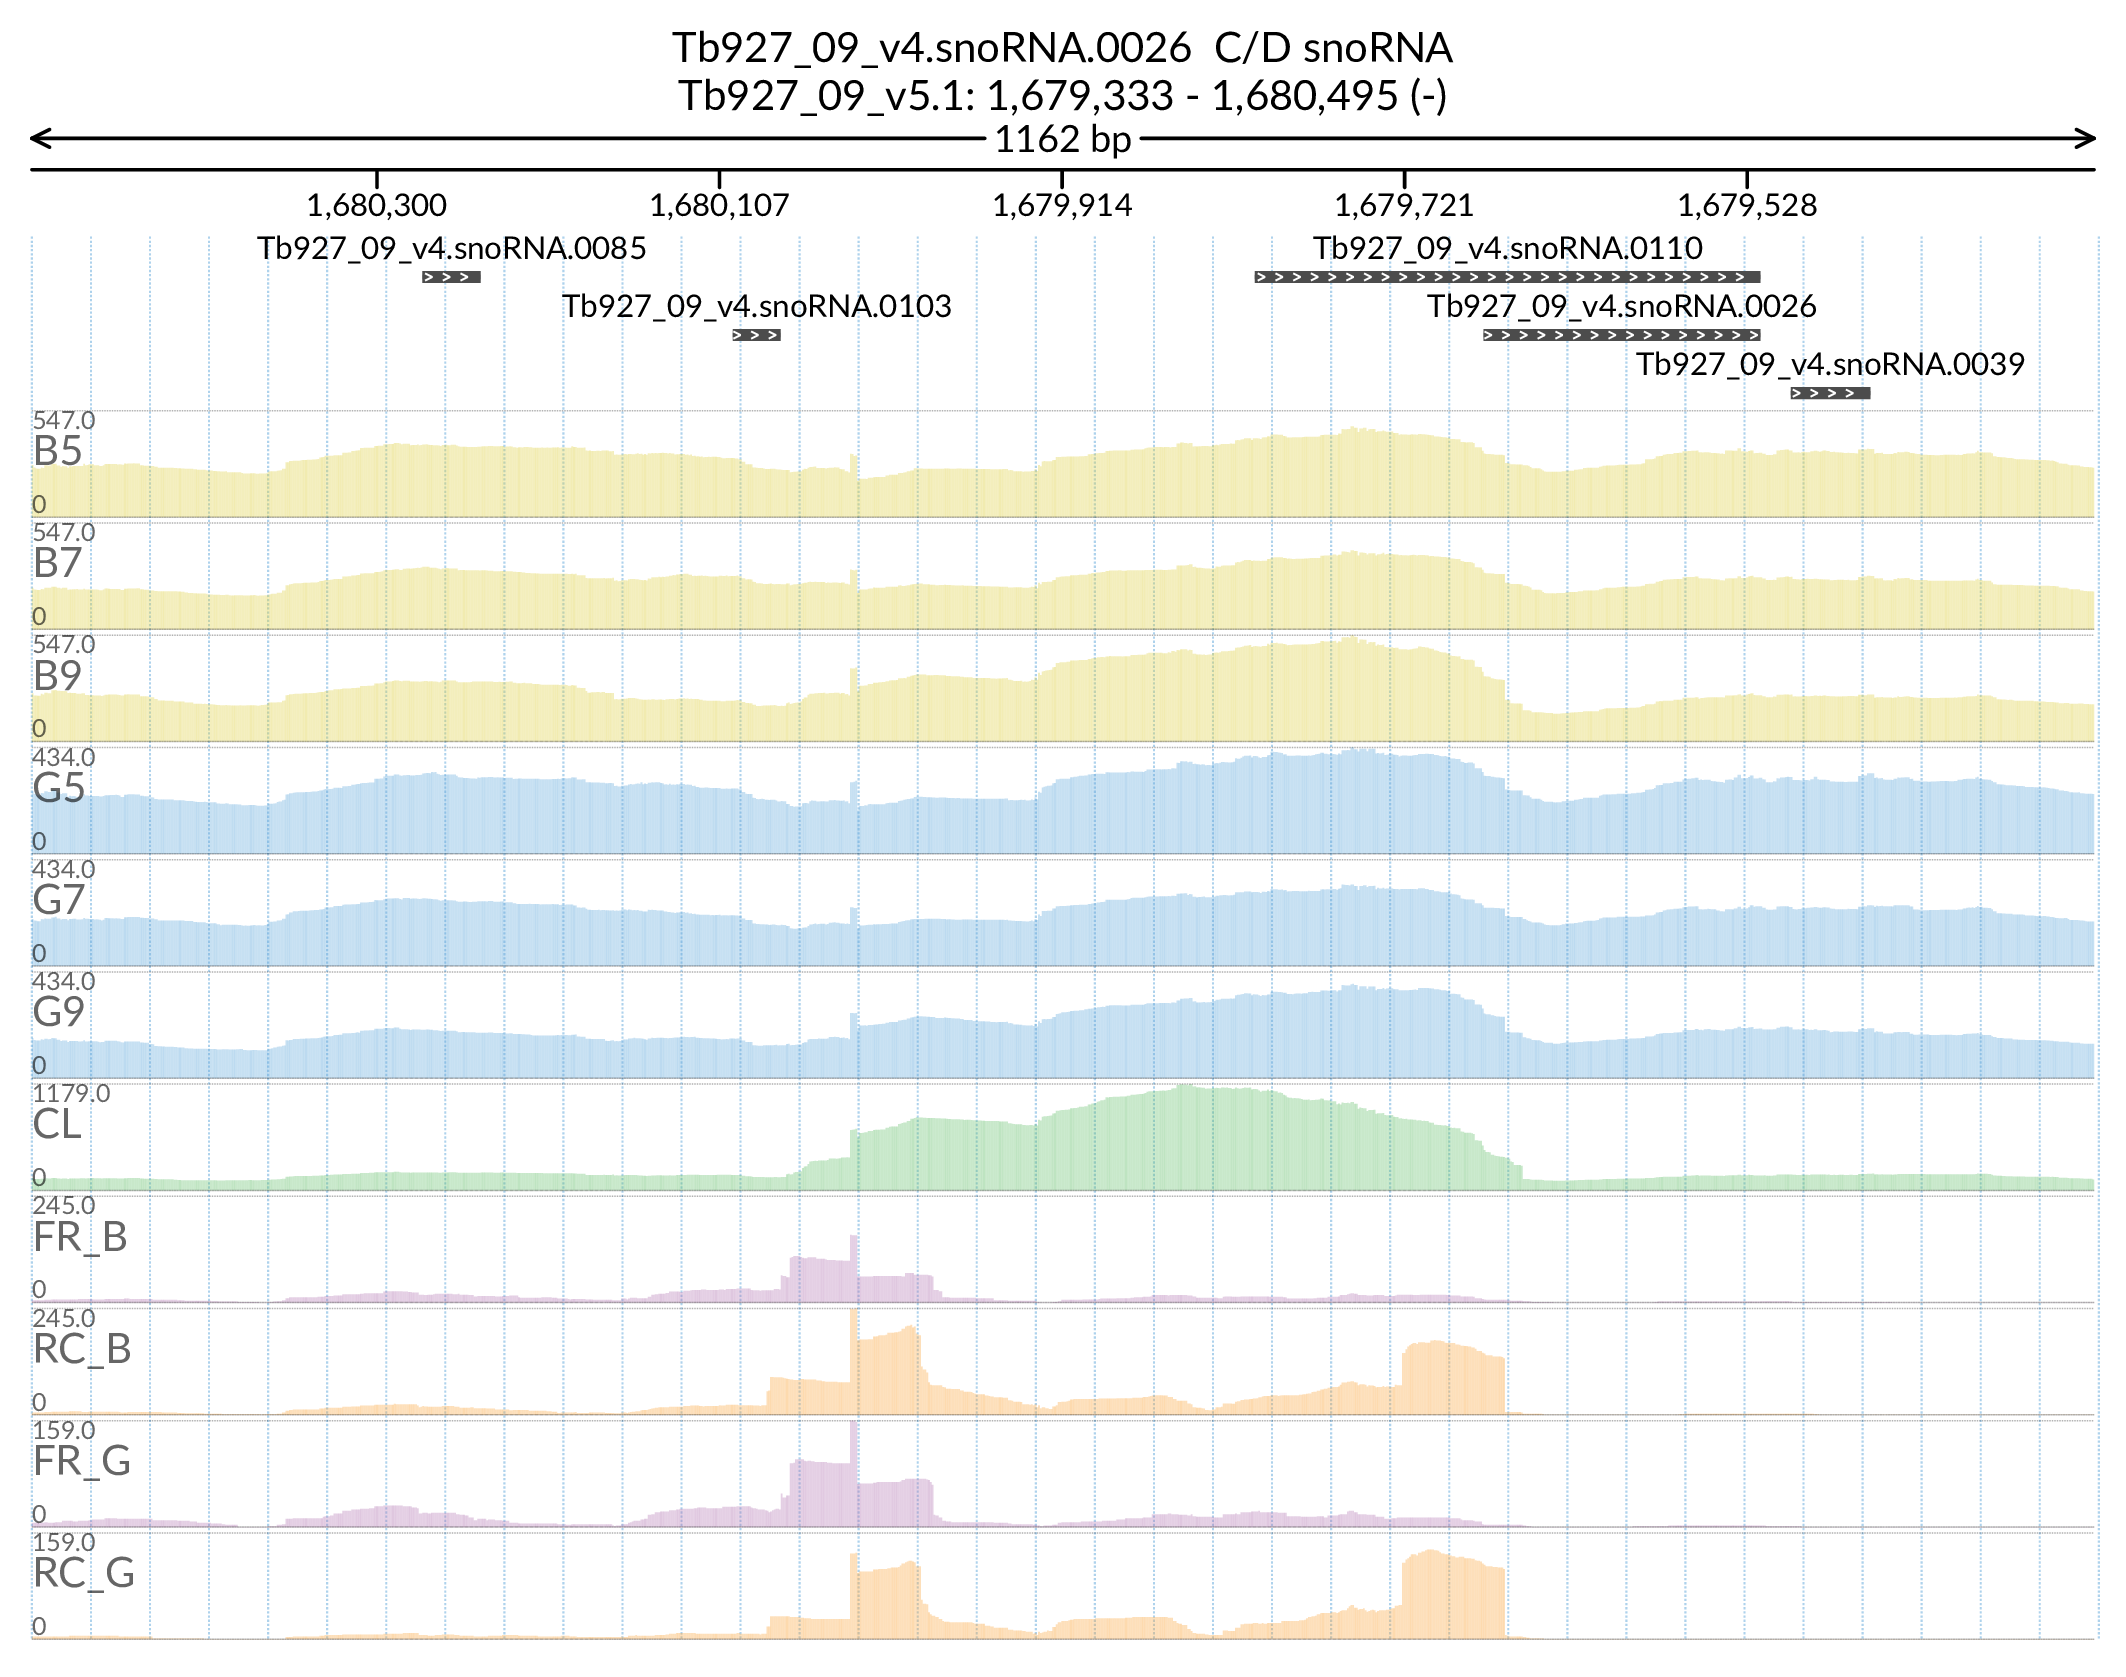 Tb927_09_v4.snoRNA.0026  C/D snoRNA
Tb927_09_v5.1: 1,679,333 - 1,680,495 (-)
1162 bp
1,680,300 1,680,107 1,679,914 1,679,721 1,679,528
Tb927_09_v4.snoRNA.0085 Tb927_09_v4.snoRNA.0110
Tb927_09_v4.snoRNA.0103 Tb927_09_v4.snoRNA.0026
Tb927_09_v4.snoRNA.0039
547.0
B5
0
547.0
B7
0
547.0
B9
0
434.0
G5
0
434.0
G7
0
434.0
G9
0
1179.0
CL
0
245.0
FR_B
0
245.0
RC_B
0
159.0
FR_G
0
159.0
RC_G
0